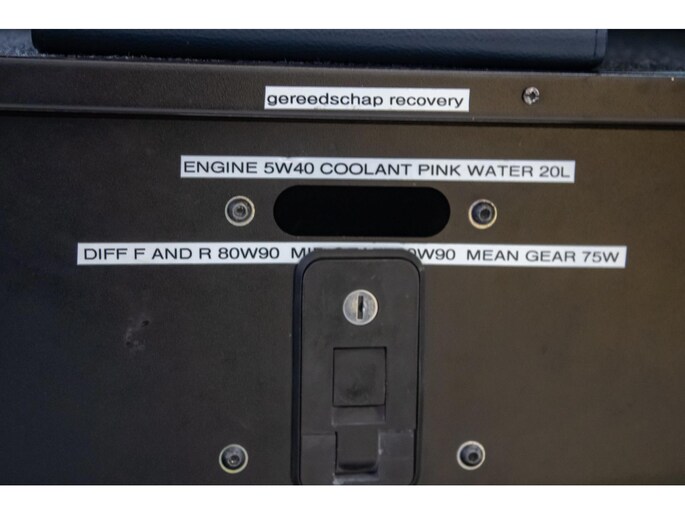 gereedschap recovery
ENGINE 5W40 COOLANT PINK WATER 20L
DIFF F AND R 80W90 MEAN GEAR 75W